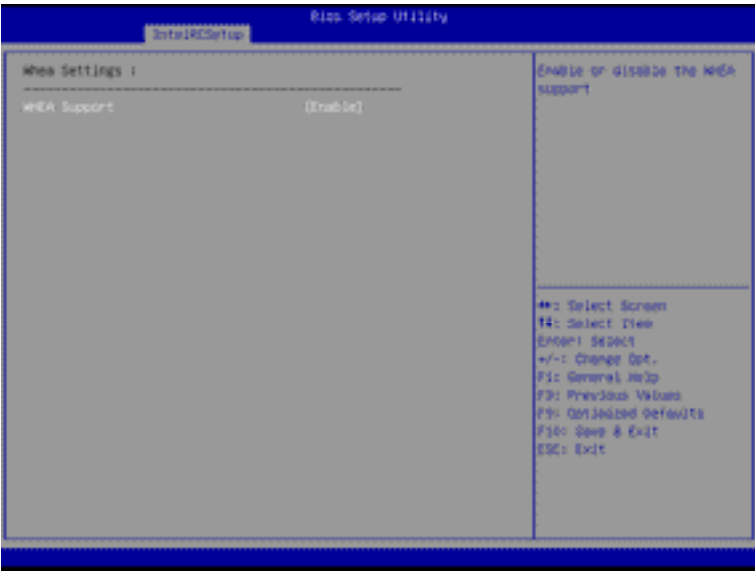 Bios Setup Utility
IntelRCSetup
Whea Settings :
--------------------------------------------------
WHEA Support [Enable]
Enable or disable the WHEA
support
↔: Select Screen
↑↓: Select Item
Enter: Select
+/-: Change Opt.
F1: General Help
F3: Previous Values
F9: Optimized Defaults
F10: Save & Exit
ESC: Exit